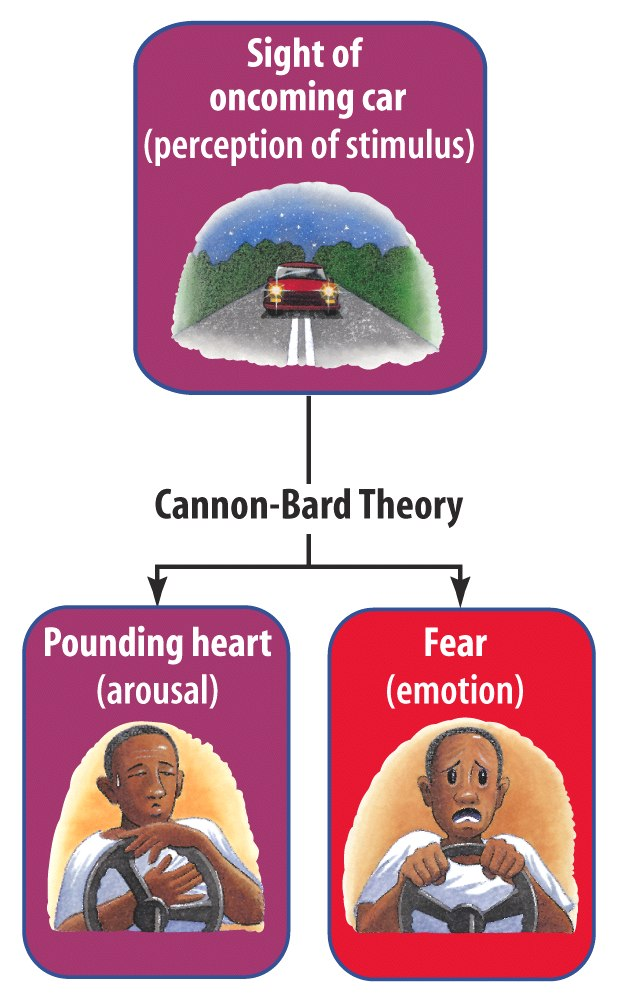 Sight of
oncoming car
(perception of stimulus)
Cannon-Bard Theory
Pounding heart
(arousal)
Fear
(emotion)